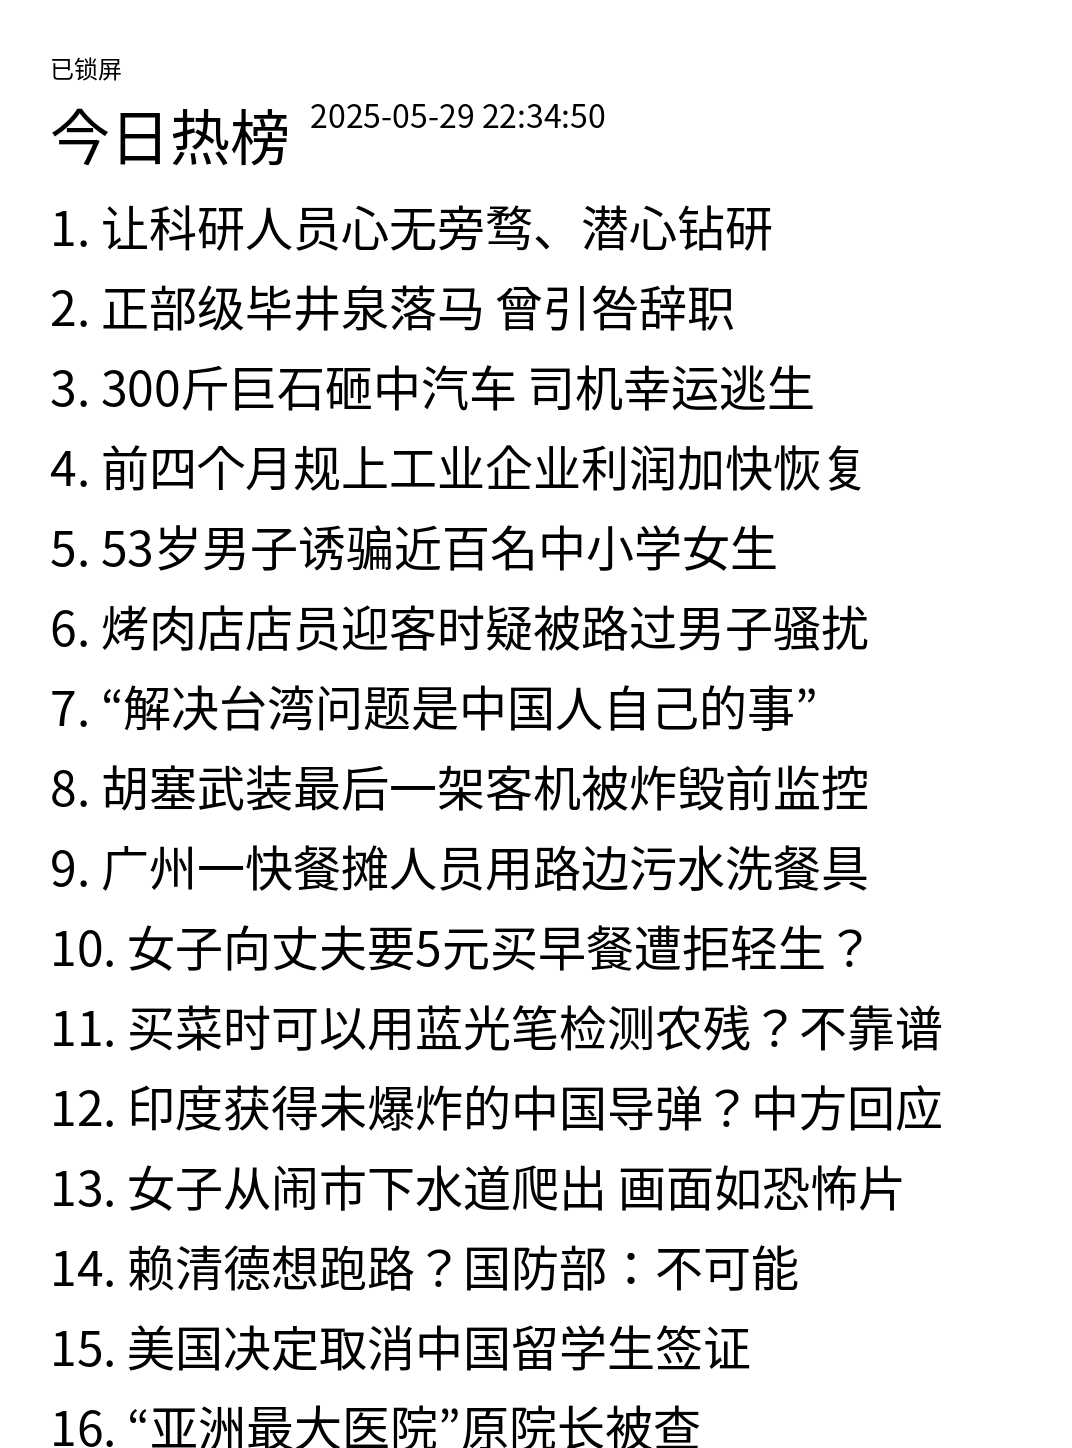 已锁屏
今日热榜 2025-05-29 22:34:50
1. 让科研人员心无旁骛、潜心钻研
2. 正部级毕井泉落马 曾引咎辞职
3. 300斤巨石砸中汽车 司机幸运逃生
4. 前四个月规上工业企业利润加快恢复
5. 53岁男子诱骗近百名中小学女生
6. 烤肉店店员迎客时疑被路过男子骚扰
7. “解决台湾问题是中国人自己的事”
8. 胡塞武装最后一架客机被炸毁前监控
9. 广州一快餐摊人员用路边污水洗餐具
10. 女子向丈夫要5元买早餐遭拒轻生？
11. 买菜时可以用蓝光笔检测农残？不靠谱
12. 印度获得未爆炸的中国导弹？中方回应
13. 女子从闹市下水道爬出 画面如恐怖片
14. 赖清德想跑路？国防部：不可能
15. 美国决定取消中国留学生签证
16. “亚洲最大医院”原院长被查